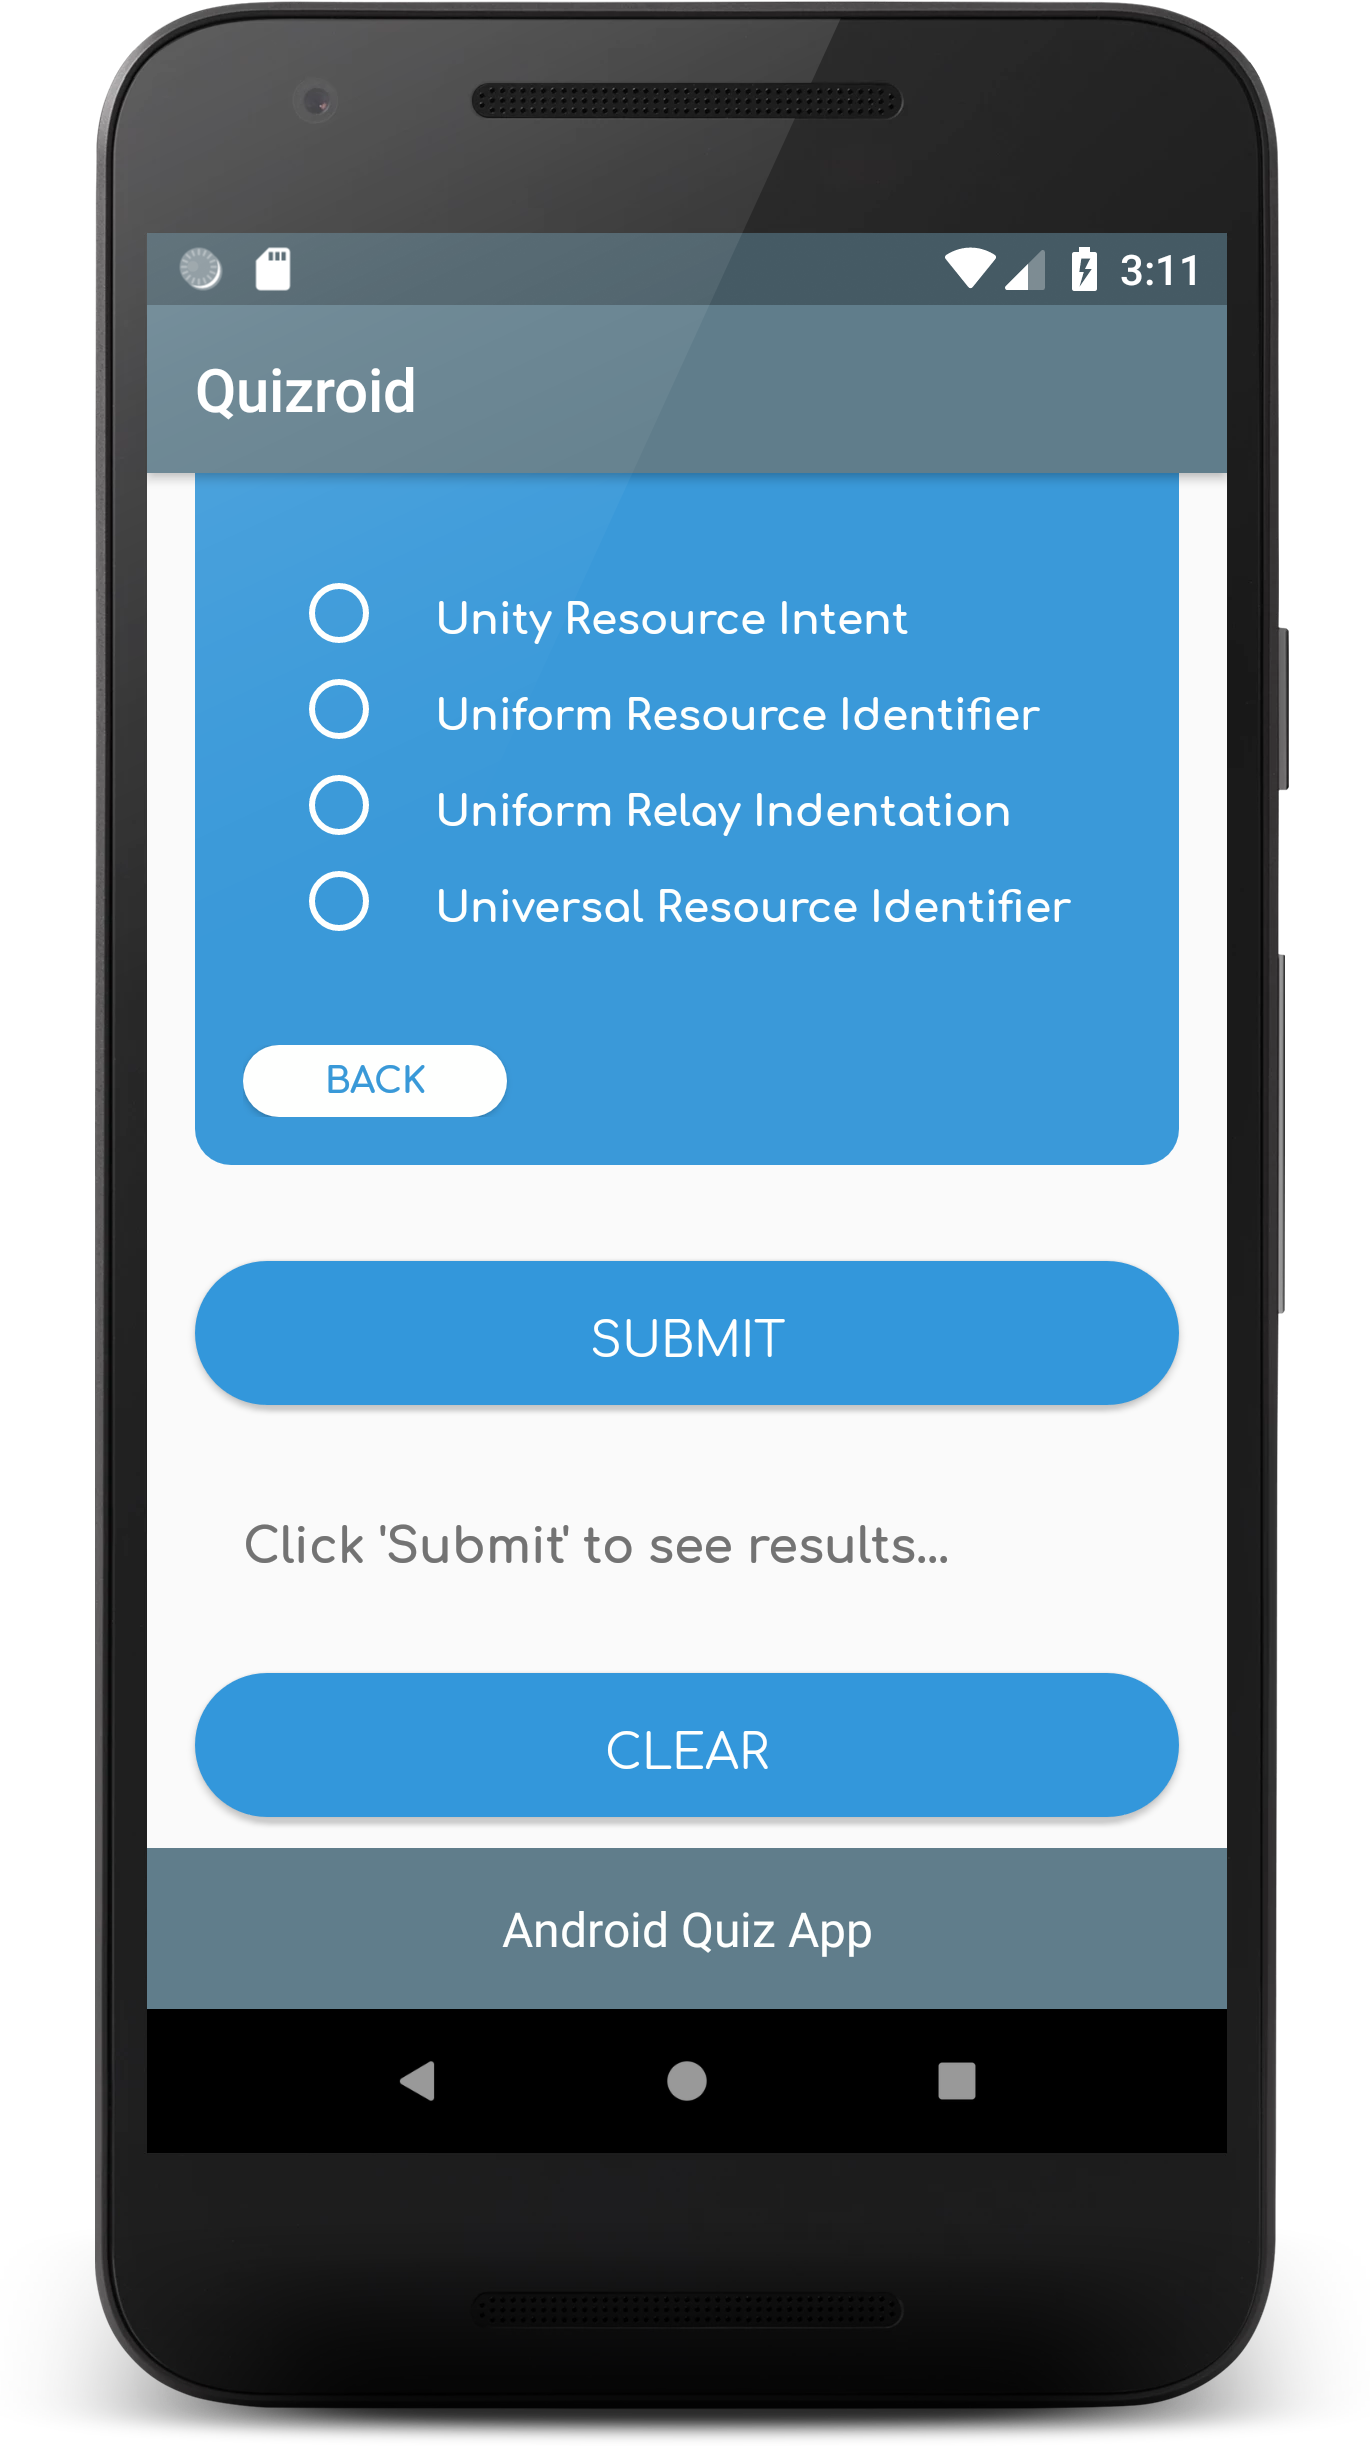 3:11
Quizroid
Unity Resource Intent
Uniform Resource Identifier
Uniform Relay Indentation
Universal Resource Identifier
BACK
SUBMIT
Click 'Submit' to see results...
CLEAR
Android Quiz App